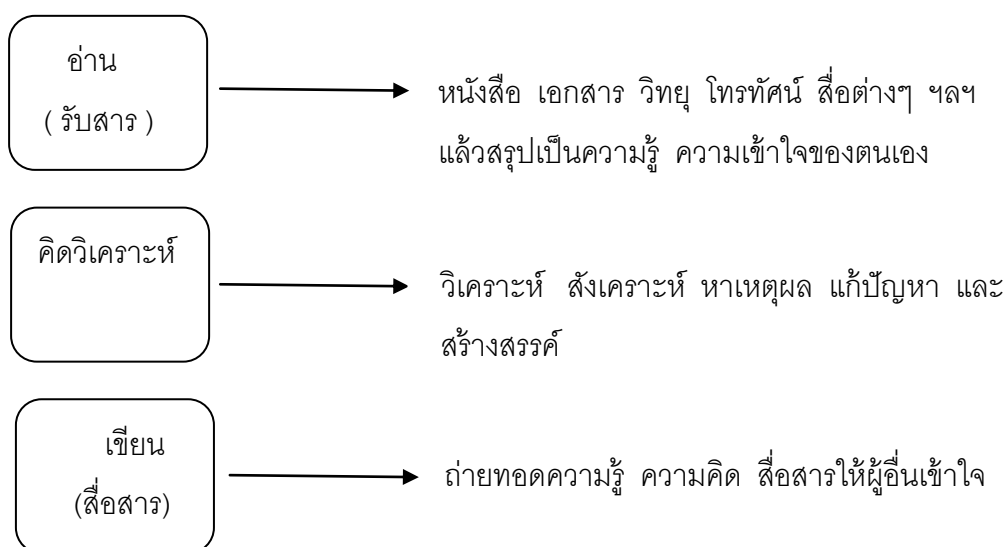 อ่าน
( รับสาร )
หนังสือ เอกสาร วิทยุ โทรทัศน์ สื่อต่างๆ ฯลฯ
แล้วสรุปเป็นความรู้ ความเข้าใจของตนเอง
คิดวิเคราะห์
วิเคราะห์ สังเคราะห์ หาเหตุผล แก้ปัญหา และ
สร้างสรรค์
เขียน
(สื่อสาร)
ถ่ายทอดความรู้ ความคิด สื่อสารให้ผู้อื่นเข้าใจ